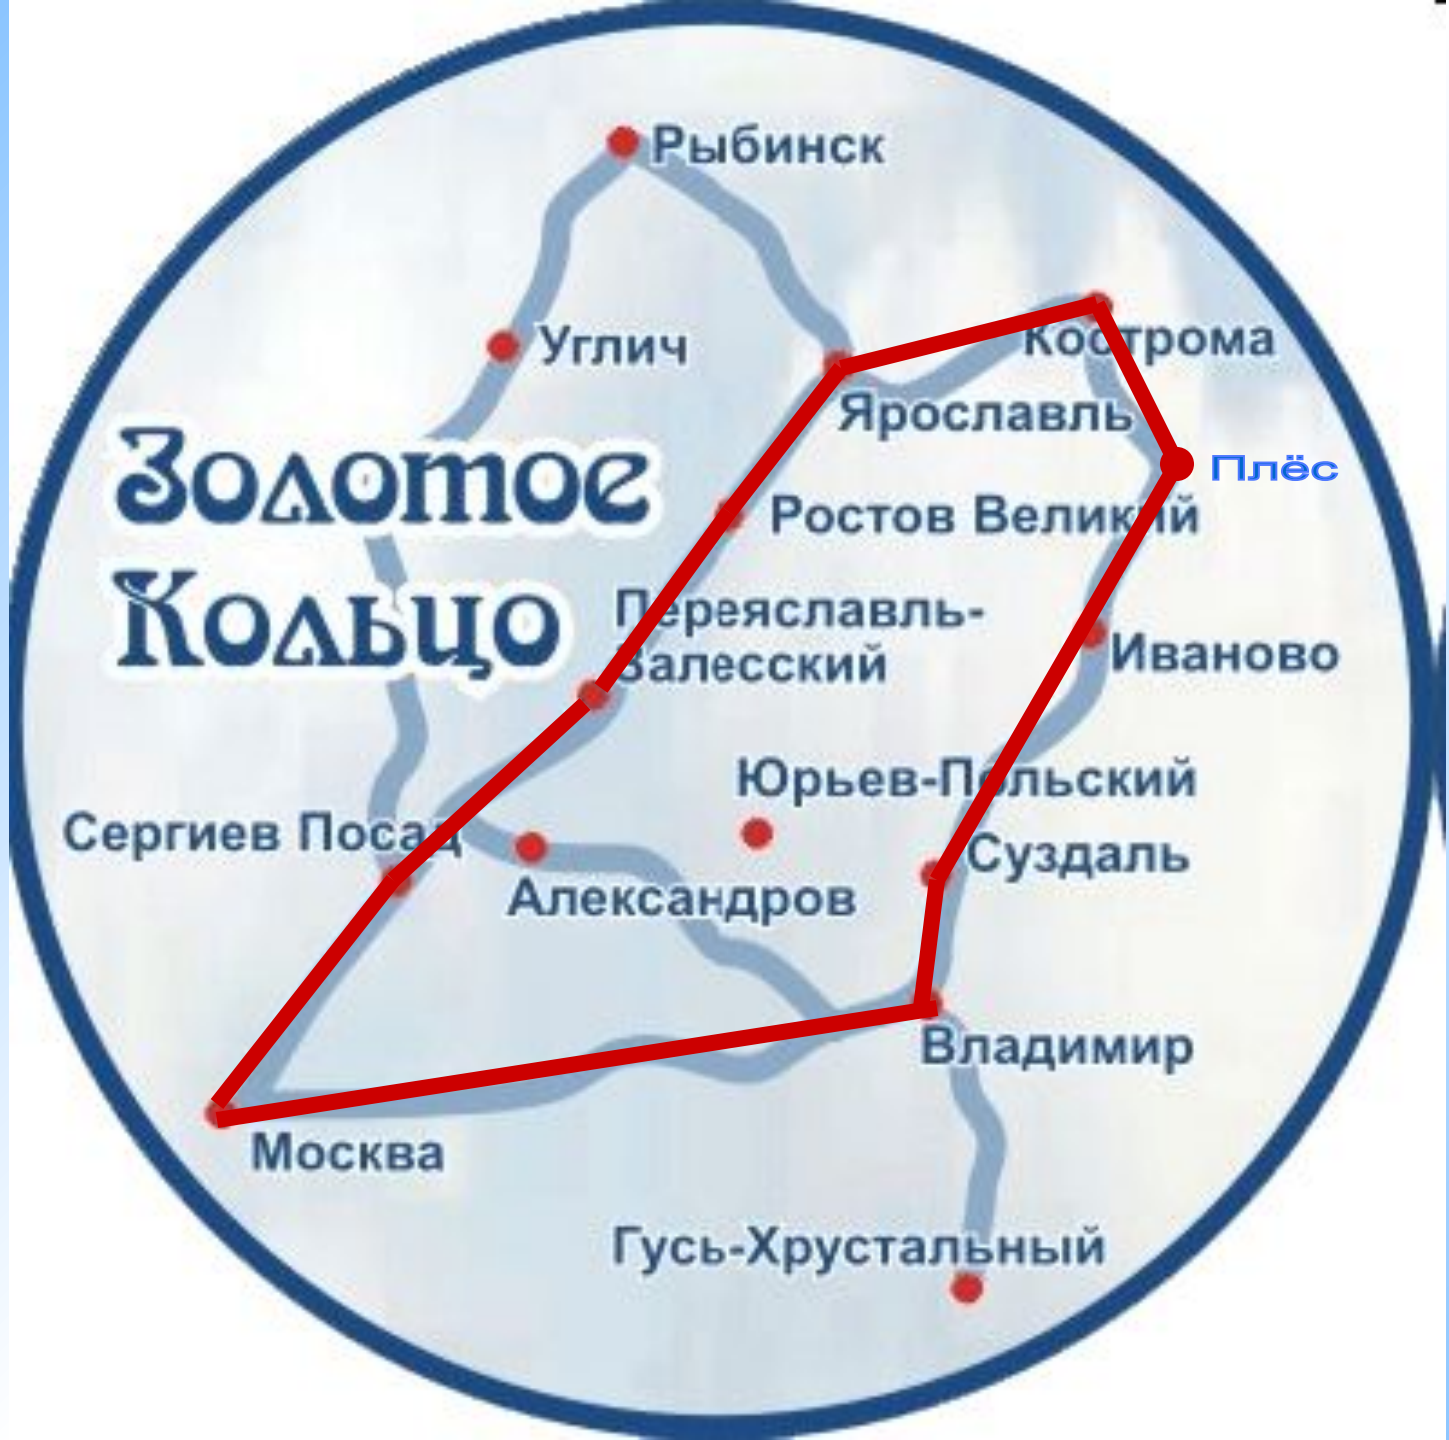 Рыбинск
Углич
Кострома
Ярославль
Золотое
Кольцо
Плёс
Ростов Великий
Переяславль-
Залесский
Иваново
Юрьев-Польский
Сергиев Посад
Суздаль
Александров
Владимир
Москва
Гусь-Хрустальный